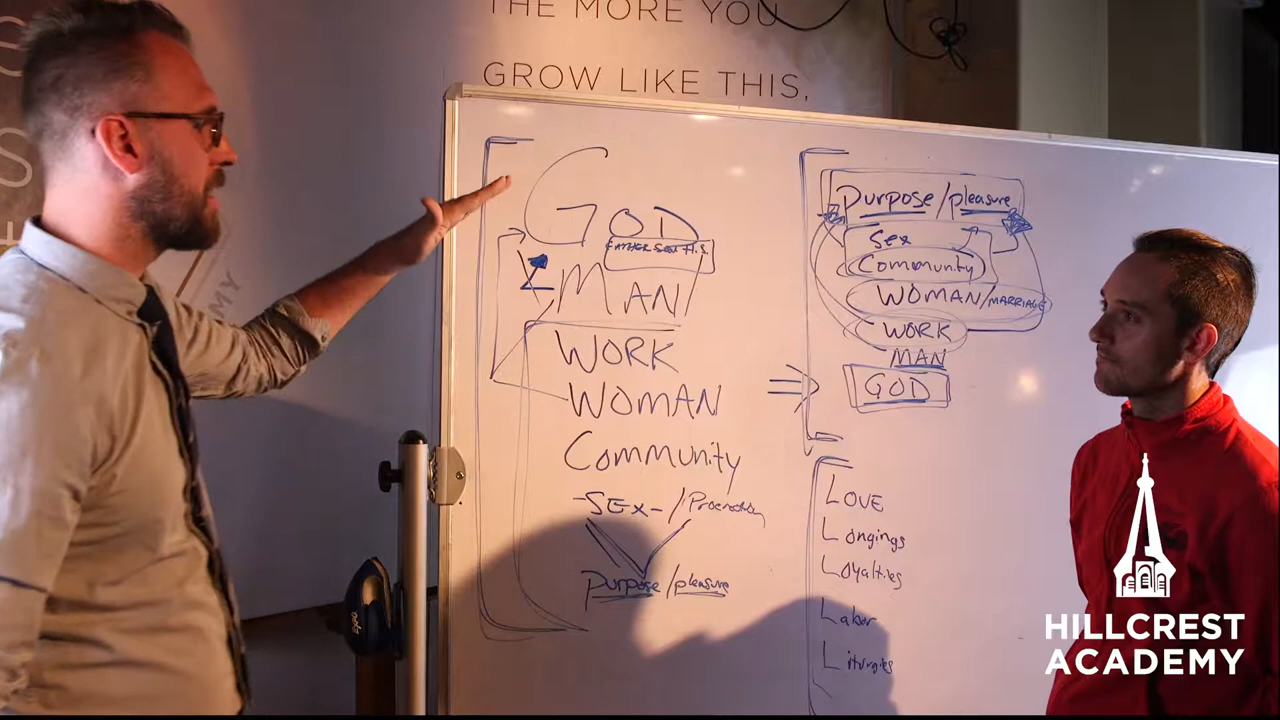 THE MORE YOU
GROW LIKE THIS,
GOD
FATHER SON H.S.
MAN
WORK
WOMAN
Community
-SEX-/Procreation
purpose/pleasure
Purpose/pleasure
Sex
Community
WOMAN/MARRIAGE
WORK
MAN
GOD
LOVE
Longings
Loyalties
Labor
Liturgies
HILLCREST
ACADEMY